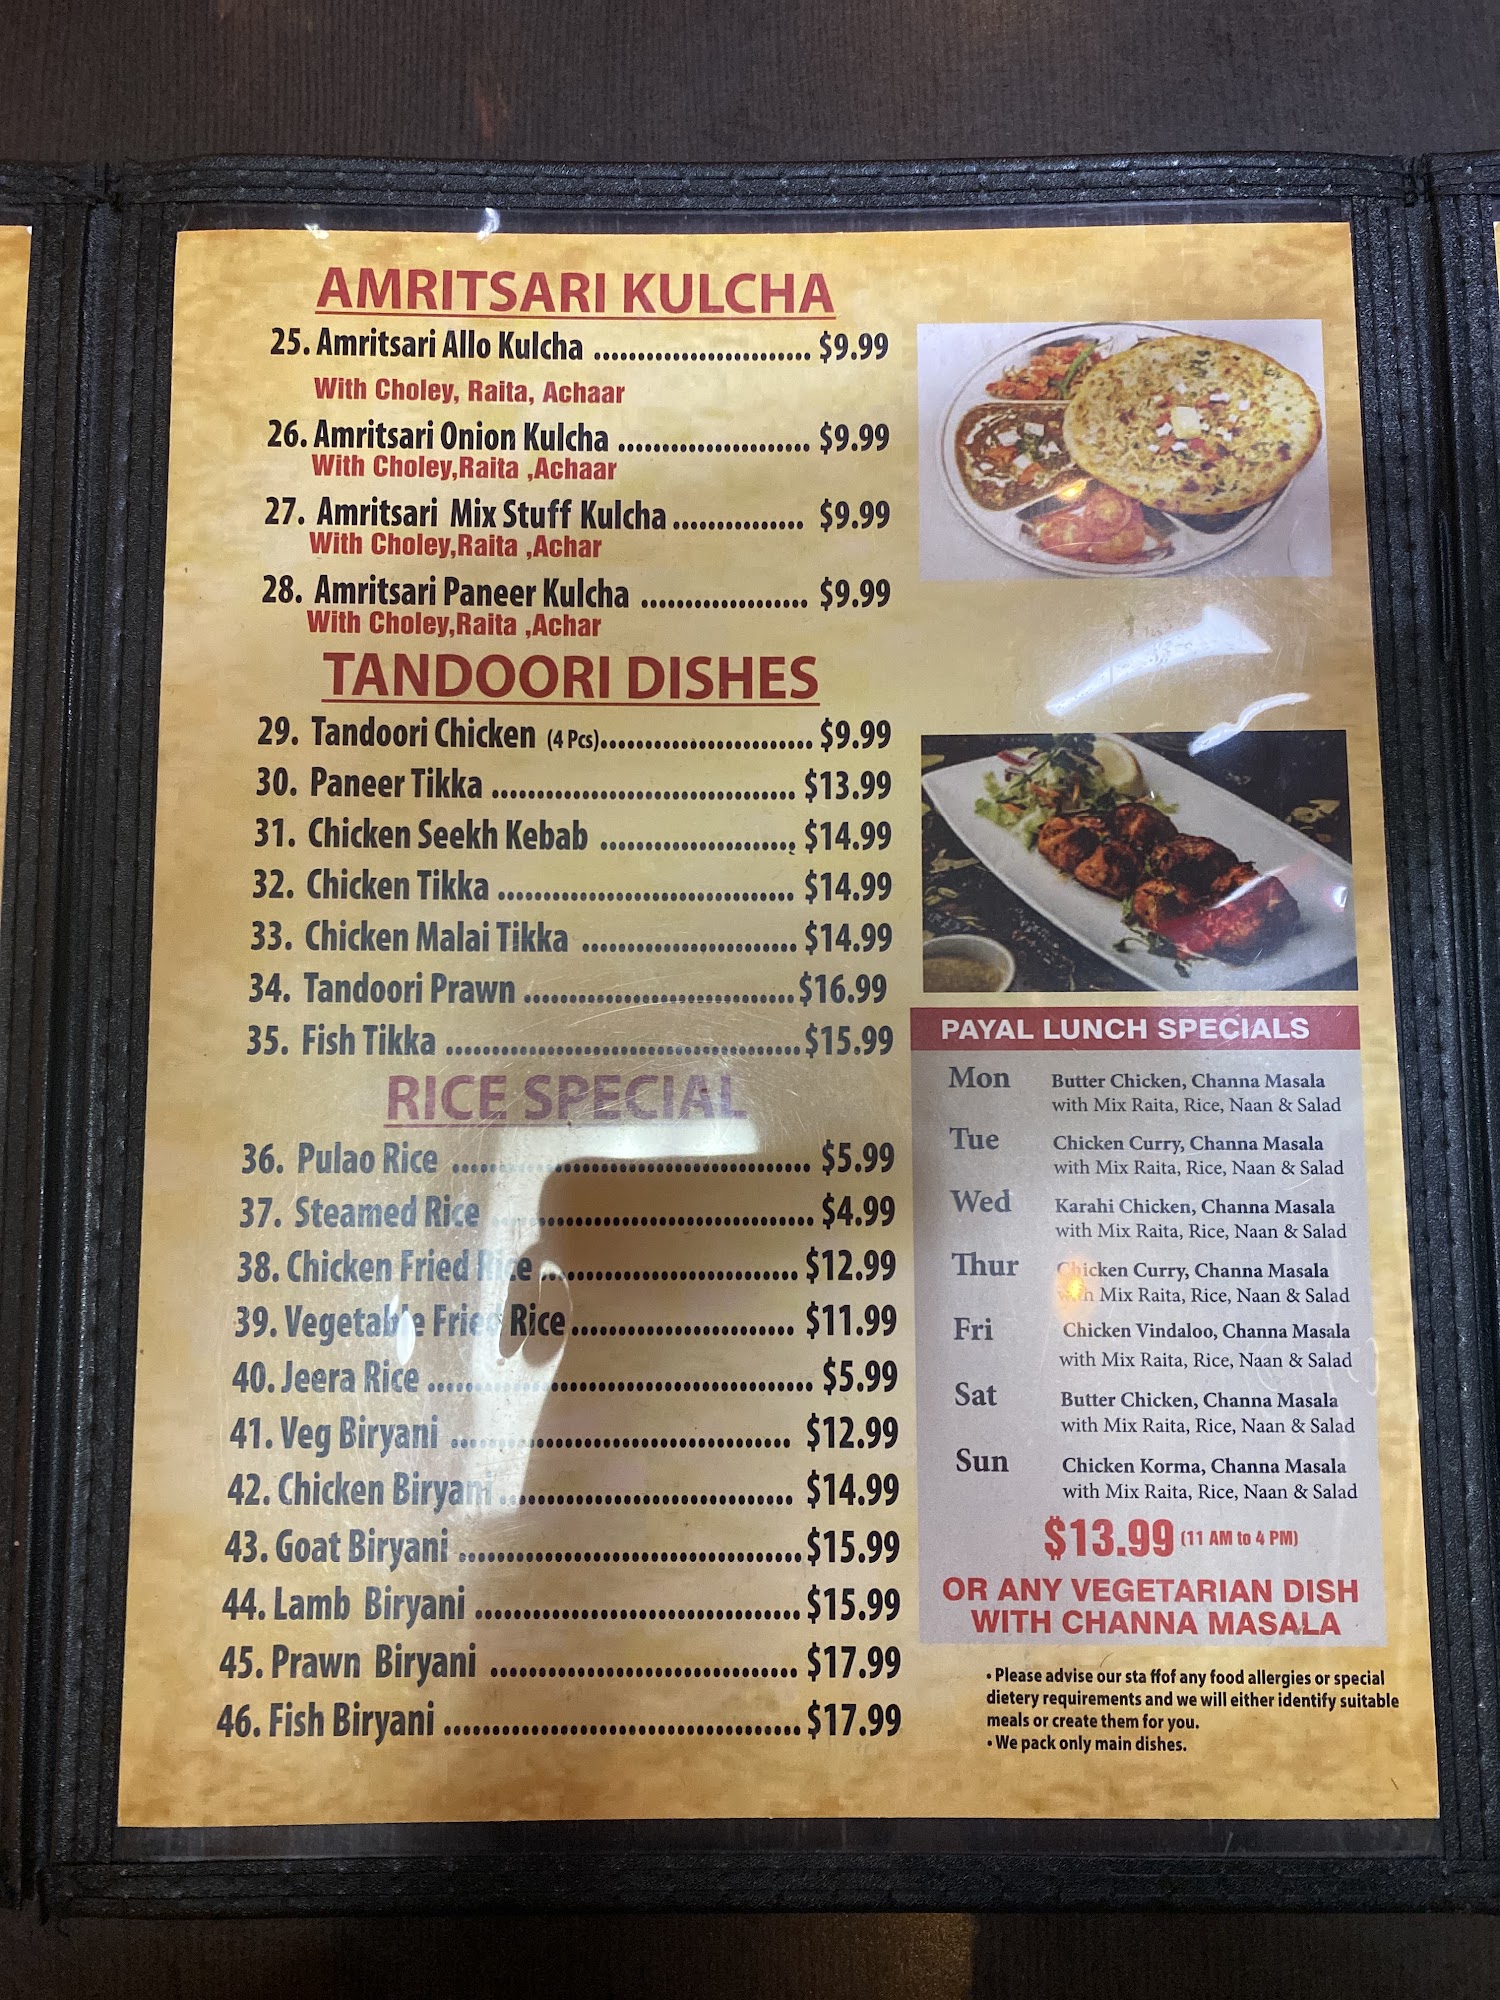 AMRITSARI KULCHA
25. Amritsari Allo Kulcha ......................... $9.99
With Choley, Raita, Achaar
26. Amritsari Onion Kulcha ...................... $9.99
With Choley,Raita ,Achaar
27. Amritsari Mix Stuff Kulcha............... $9.99
With Choley,Raita ,Achar
28. Amritsari Paneer Kulcha ................... $9.99
With Choley,Raita ,Achar
TANDOORI DISHES
29. Tandoori Chicken (4 Pcs)........................ $9.99
30. Paneer Tikka .................................. $13.99
31. Chicken Seekh Kebab ...................... $14.99
32. Chicken Tikka ................................. $14.99
33. Chicken Malai Tikka ........................ $14.99
34. Tandoori Prawn ..............................$16.99
35. Fish Tikka .......................................$15.99
RICE SPECIAL
36. Pulao Rice ........................................ $5.99
37. Steamed Rice .................................... $4.99
38. Chicken Fried Rice ............................. $12.99
39. Vegetable Fried Rice......................... $11.99
40. Jeera Rice ........................................... $5.99
41. Veg Biryani ...................................... $12.99
42. Chicken Biryani ................................. $14.99
43. Goat Biryani ......................................$15.99
44. Lamb Biryani ....................................$15.99
45. Prawn Biryani .................................. $17.99
46. Fish Biryani .......................................$17.99
PAYAL LUNCH SPECIALS
Mon Butter Chicken, Channa Masala
with Mix Raita, Rice, Naan & Salad
Tue Chicken Curry, Channa Masala
with Mix Raita, Rice, Naan & Salad
Wed Karahi Chicken, Channa Masala
with Mix Raita, Rice, Naan & Salad
Thur Chicken Curry, Channa Masala
with Mix Raita, Rice, Naan & Salad
Fri Chicken Vindaloo, Channa Masala
with Mix Raita, Rice, Naan & Salad
Sat Butter Chicken, Channa Masala
with Mix Raita, Rice, Naan & Salad
Sun Chicken Korma, Channa Masala
with Mix Raita, Rice, Naan & Salad
$13.99 (11 AM to 4 PM)
OR ANY VEGETARIAN DISH
WITH CHANNA MASALA
• Please advise our sta ffof any food allergies or special
dietery requirements and we will either identify suitable
meals or create them for you.
• We pack only main dishes.